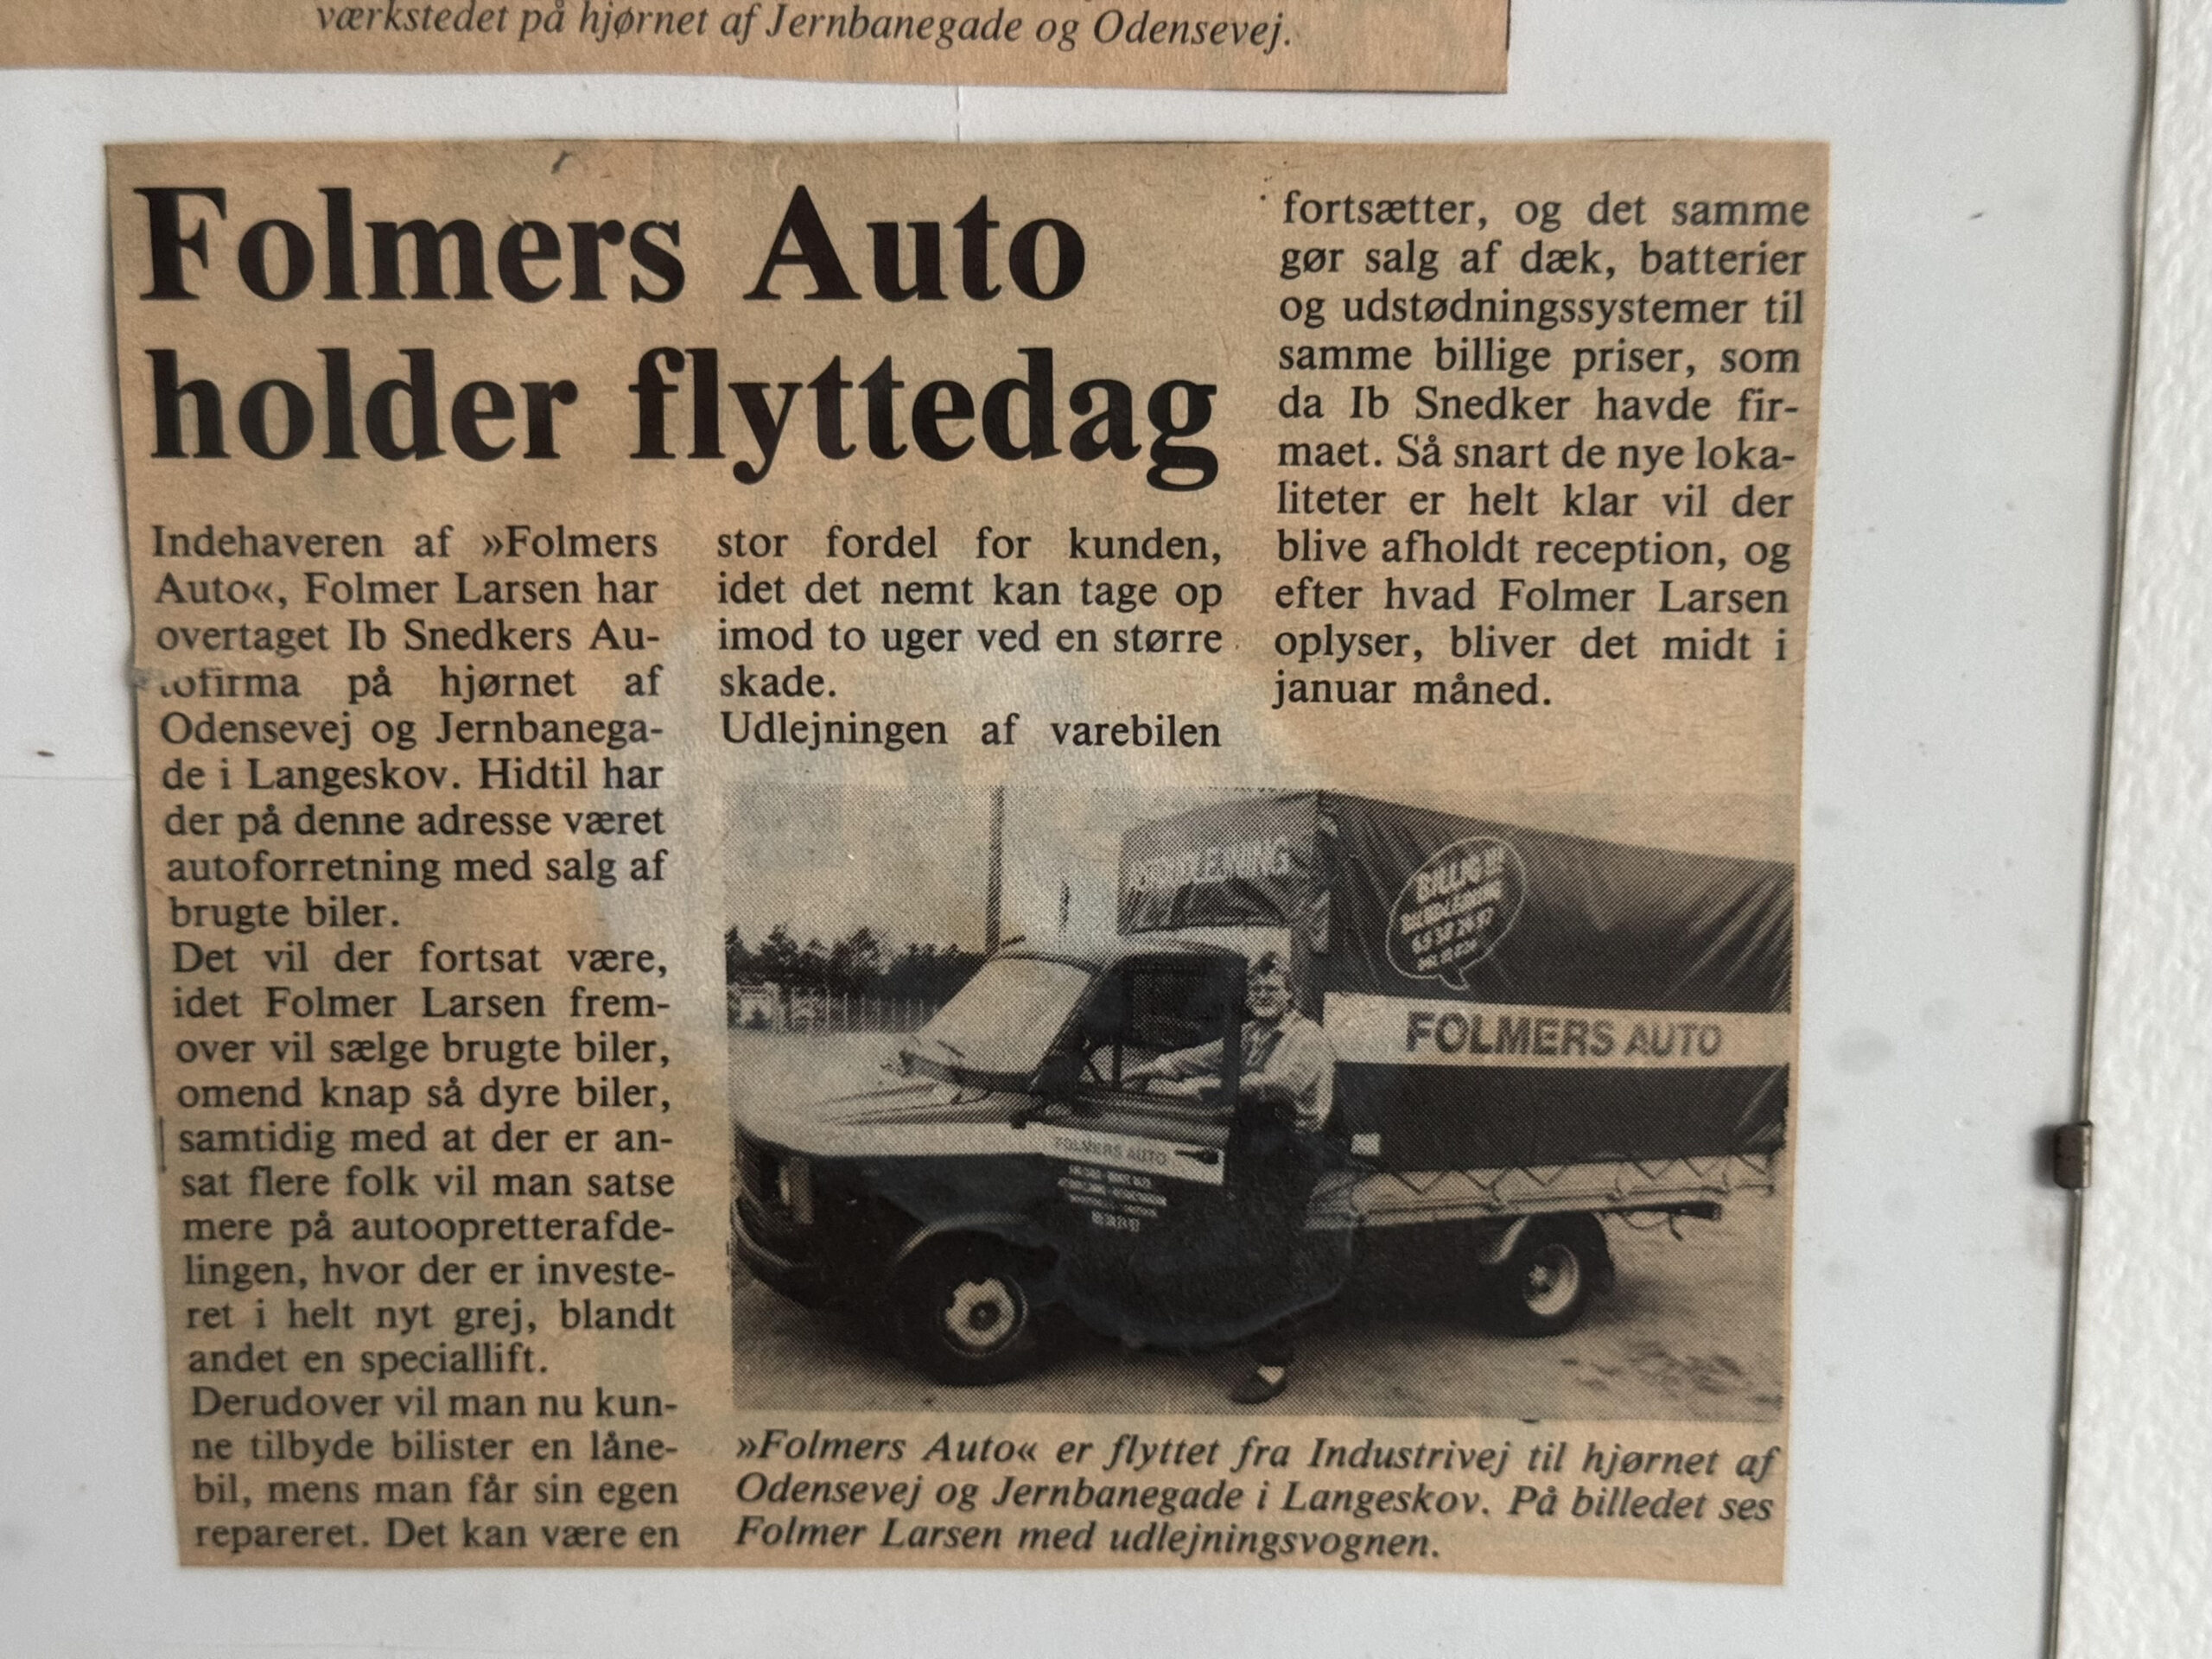 værkstedet på hjørnet af Jernbanegade og Odensevej.
Folmers Auto
holder flyttedag
Indehaveren af »Folmers
Auto«, Folmer Larsen har
overtaget Ib Snedkers Au-
tofirma på hjørnet af
Odensevej og Jernbanega-
de i Langeskov. Hidtil har
der på denne adresse været
autoforretning med salg af
brugte biler.
Det vil der fortsat være,
idet Folmer Larsen frem-
over vil sælge brugte biler,
omend knap så dyre biler,
samtidig med at der er an-
sat flere folk vil man satse
mere på autoopretterafde-
lingen, hvor der er investe-
ret i helt nyt grej, blandt
andet en speciallift.
Derudover vil man nu kun-
ne tilbyde bilister en låne-
bil, mens man får sin egen
repareret. Det kan være en
stor fordel for kunden,
idet det nemt kan tage op
imod to uger ved en større
skade.
Udlejningen af varebilen
fortsætter, og det samme
gør salg af dæk, batterier
og udstødningssystemer til
samme billige priser, som
da Ib Snedker havde fir-
maet. Så snart de nye loka-
liteter er helt klar vil der
blive afholdt reception, og
efter hvad Folmer Larsen
oplyser, bliver det midt i
januar måned.
BILLIG
FOLMERS AUTO
FOLMERS AUTO
»Folmers Auto« er flyttet fra Industrivej til hjørnet af
Odensevej og Jernbanegade i Langeskov. På billedet ses
Folmer Larsen med udlejningsvognen.